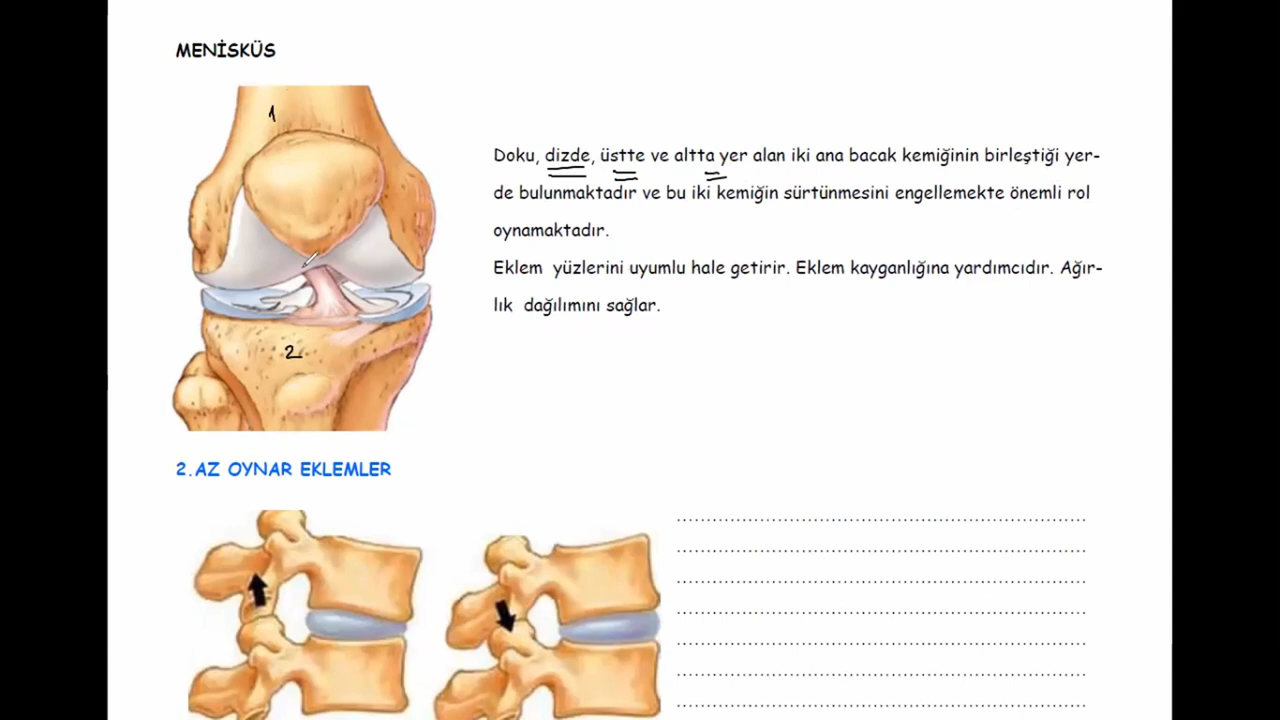 MENİSKÜS
1
Doku, dizde, üstte ve altta yer alan iki ana bacak kemiğinin birleştiği yer-
de bulunmaktadır ve bu iki kemiğin sürtünmesini engellemekte önemli rol
oynamaktadır.
Eklem yüzlerini uyumlu hale getirir. Eklem kayganlığına yardımcıdır. Ağır-
lık dağılımını sağlar.
2
2.AZ OYNAR EKLEMLER